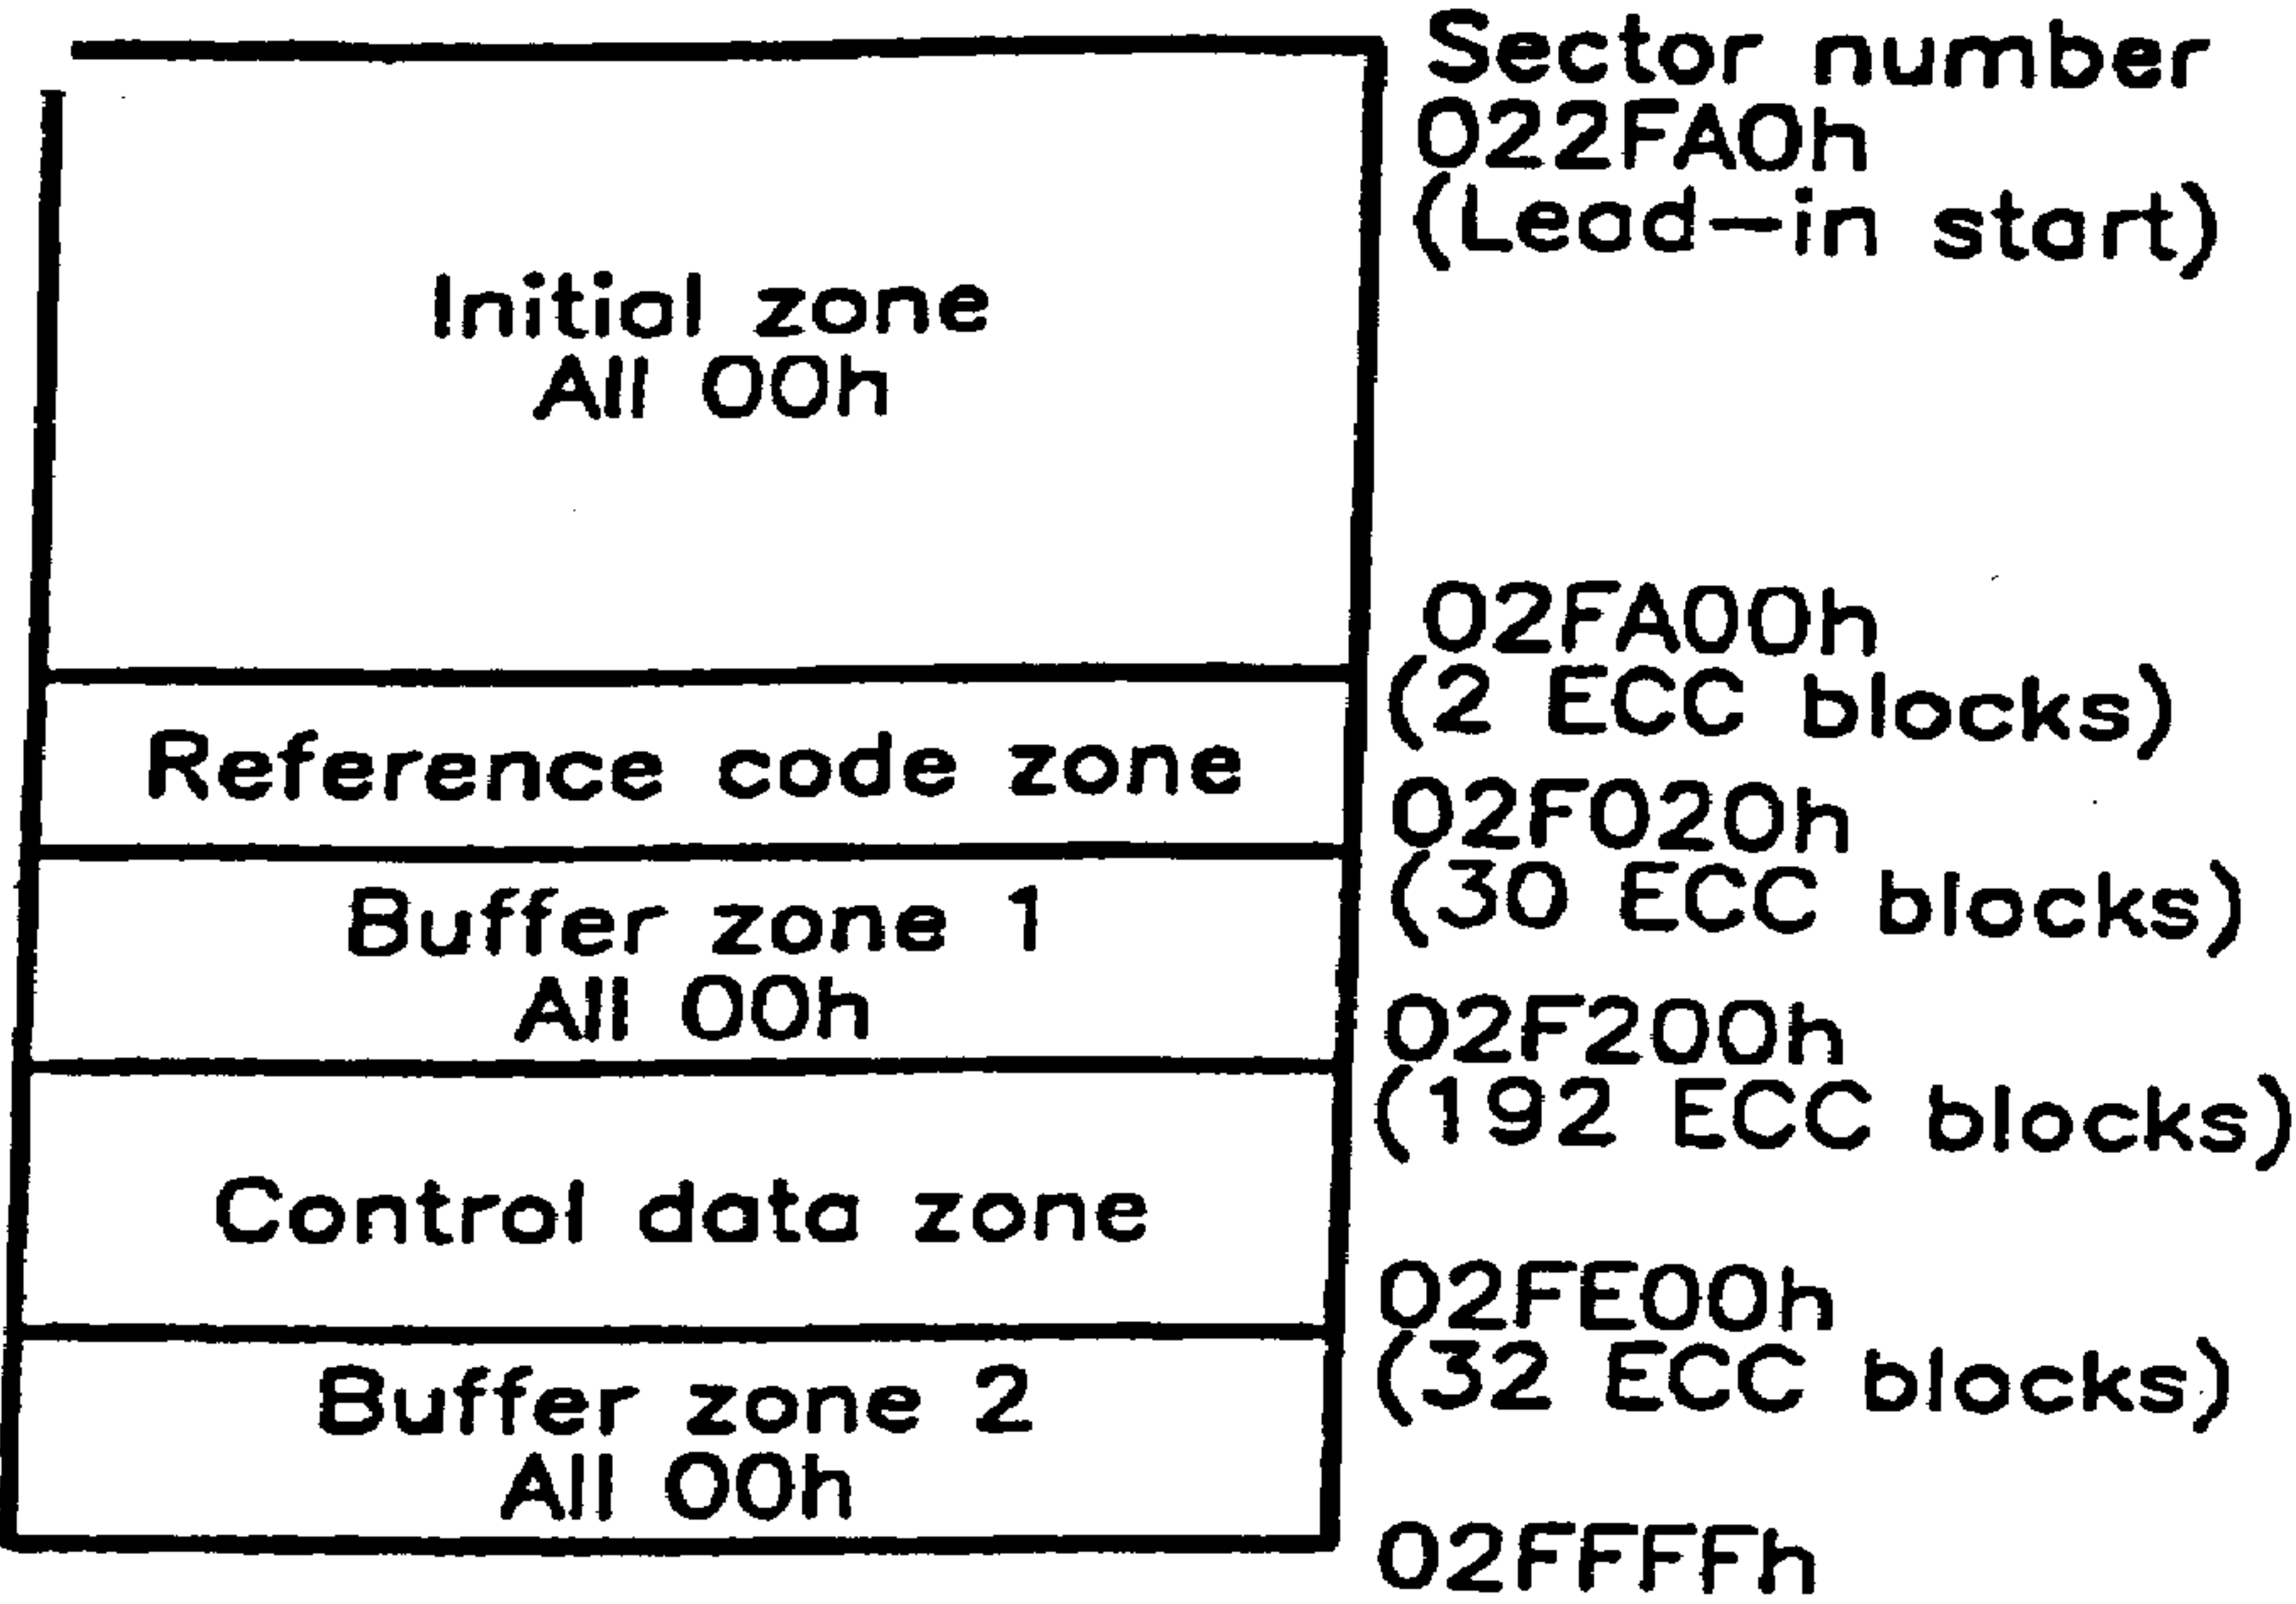 Sector number
022FA0h
(Lead-in start)
Initial zone
All 00h
02FA00h
(2 ECC blocks)
Reference code zone
02F020h
(30 ECC blocks)
Buffer zone 1
All 00h
02F200h
(192 ECC blocks)
Control data zone
02FE00h
(32 ECC blocks)
Buffer zone 2
All 00h
02FFFFh